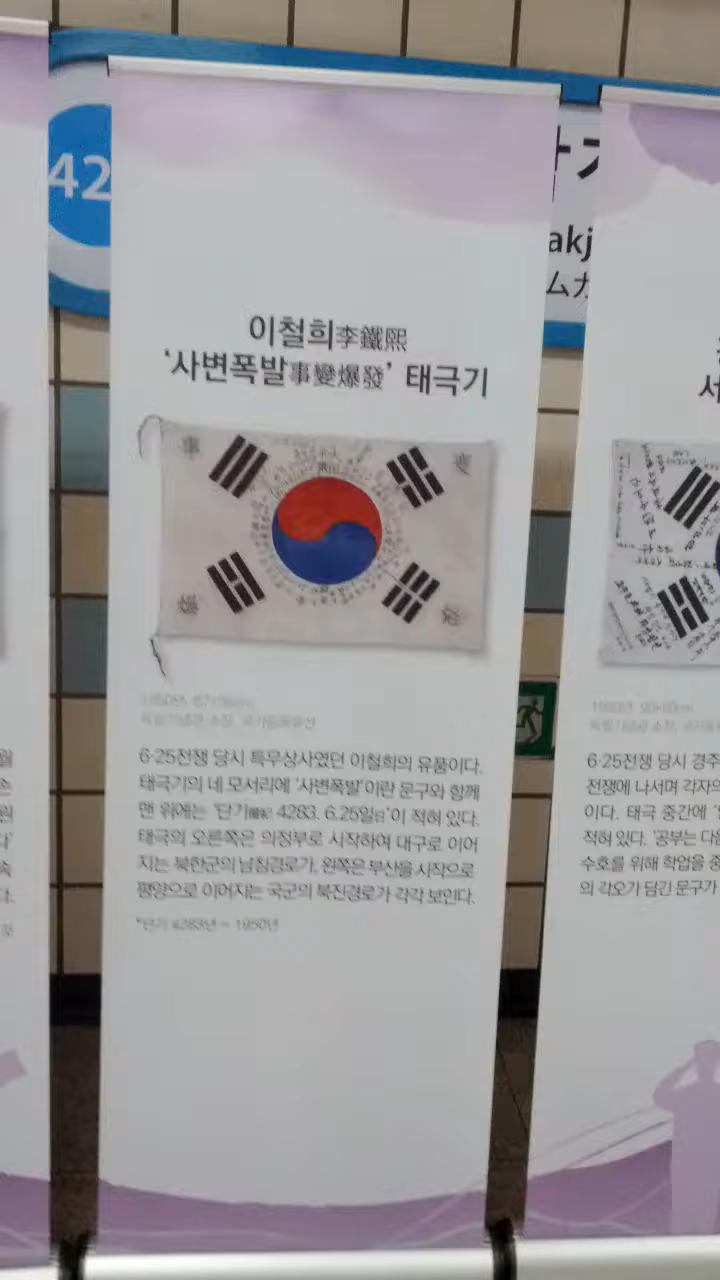 42
akj
ムガ
이철희李鐵熙
'사변폭발事變爆發' 태극기
6·25전쟁 당시 특무상사였던 이철희의 유품이다.
태극기의 네 모서리에 '사변폭발'이란 문구와 함께
맨 위에는 '단기檀紀 4283. 6.25일日'이 적혀 있다.
태극의 오른쪽은 의정부로 시작하여 대구로 이어
지는 북한군의 남침경로가, 왼쪽은 부산을 시작으로
평양으로 이어지는 국군의 북진경로가 각각 보인다.
*단기 4283년 = 1950년
서
6·25전쟁 당시 경주
전쟁에 나서며 각자의
이다. 태극 중간에
적혀 있다. '공부는 다음
수호를 위해 학업을 중
의 각오가 담긴 문구가